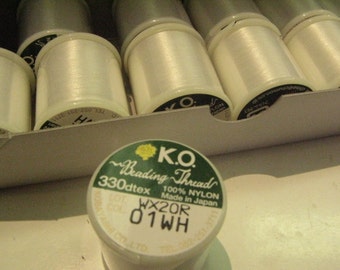 K.O.
K.O.
K.O.
K.O.
Beading Thread
330dtex
100% NYLON
Made in Japan
WX20R
01WH